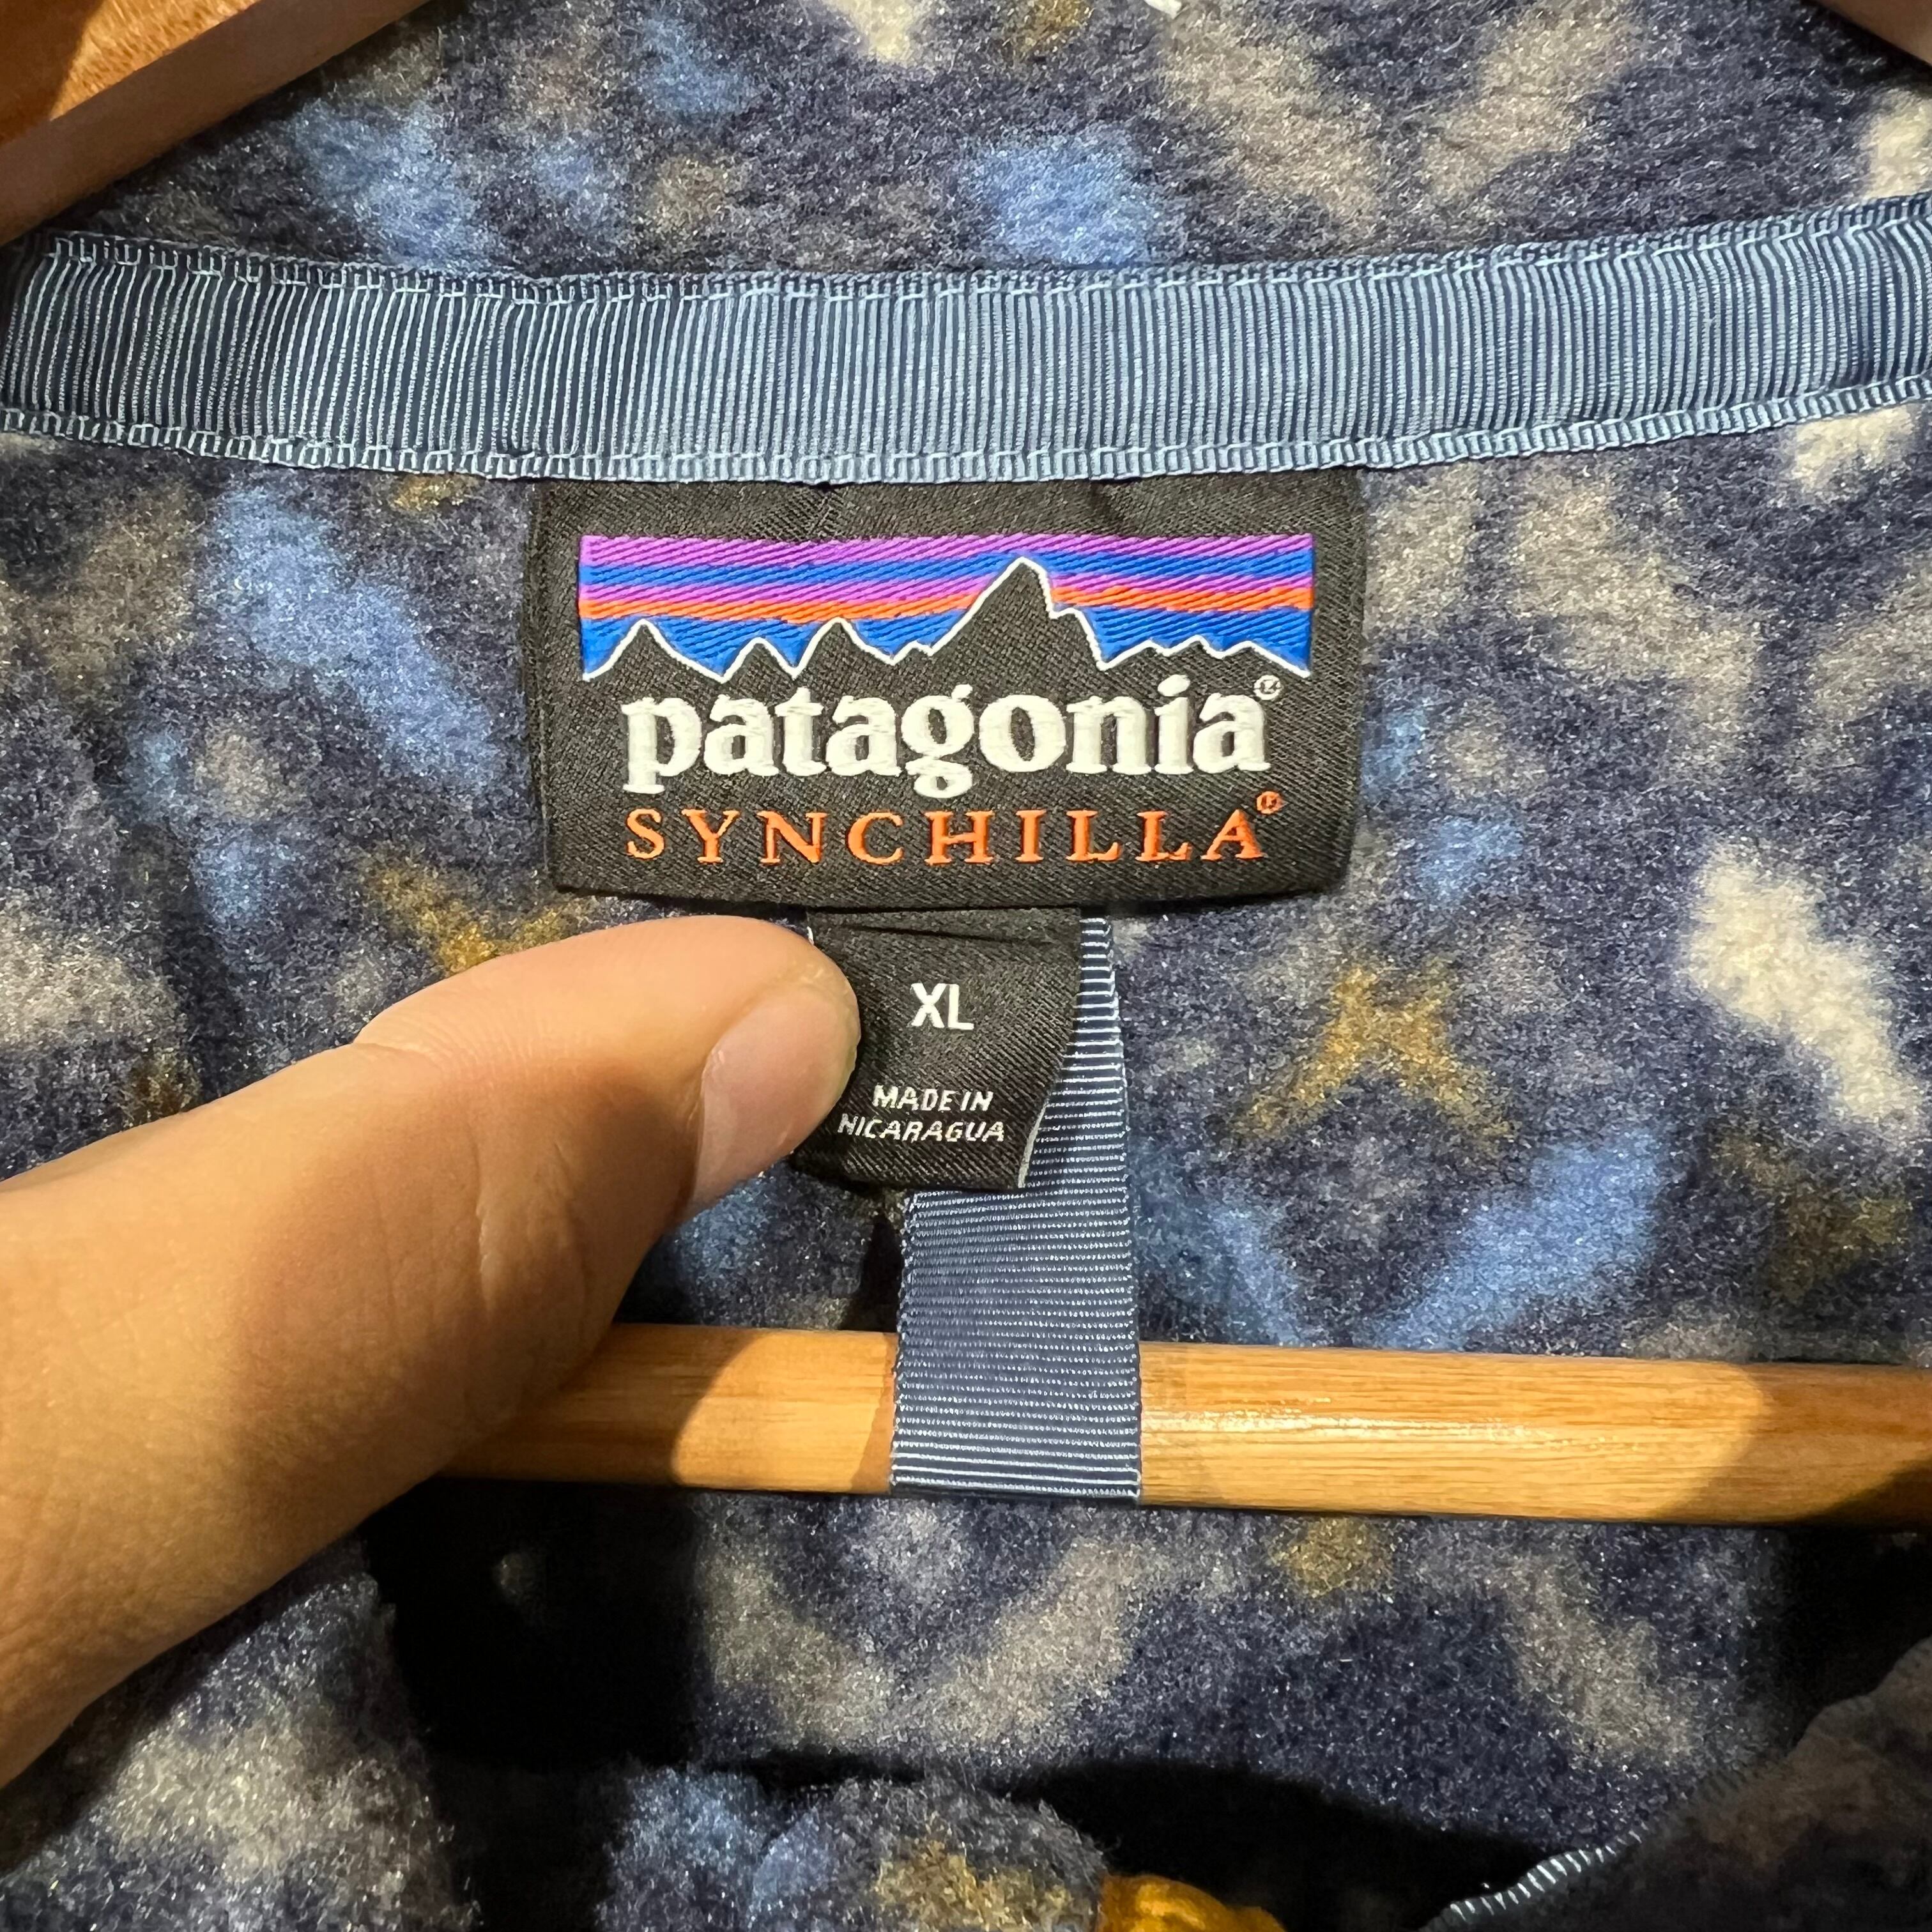 patagonia®
SYNCHILLA®
XL
MADE IN
NICARAGUA